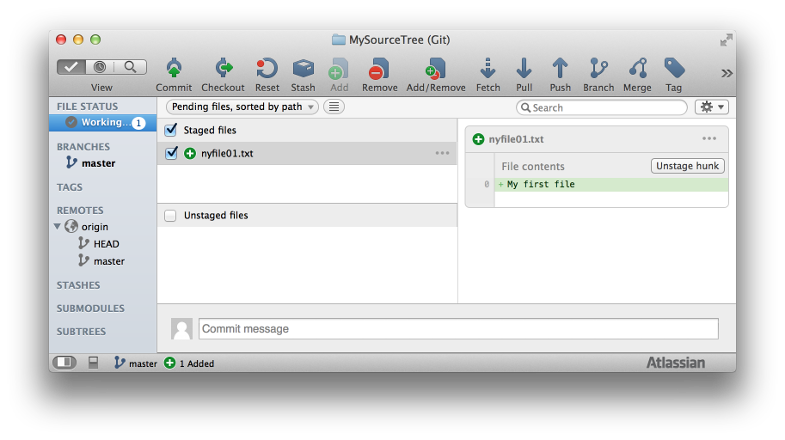 MySourceTree (Git)
View
Commit Checkout Reset Stash Add Remove Add/Remove Fetch Pull Push Branch Merge Tag
FILE STATUS
Working... 1
BRANCHES
master
TAGS
REMOTES
origin
HEAD
master
STASHES
SUBMODULES
SUBTREES
Pending files, sorted by path
Search
Staged files
nyfile01.txt
Unstaged files
nyfile01.txt
File contents Unstage hunk
0 + My first file
Commit message
master 1 Added
Atlassian